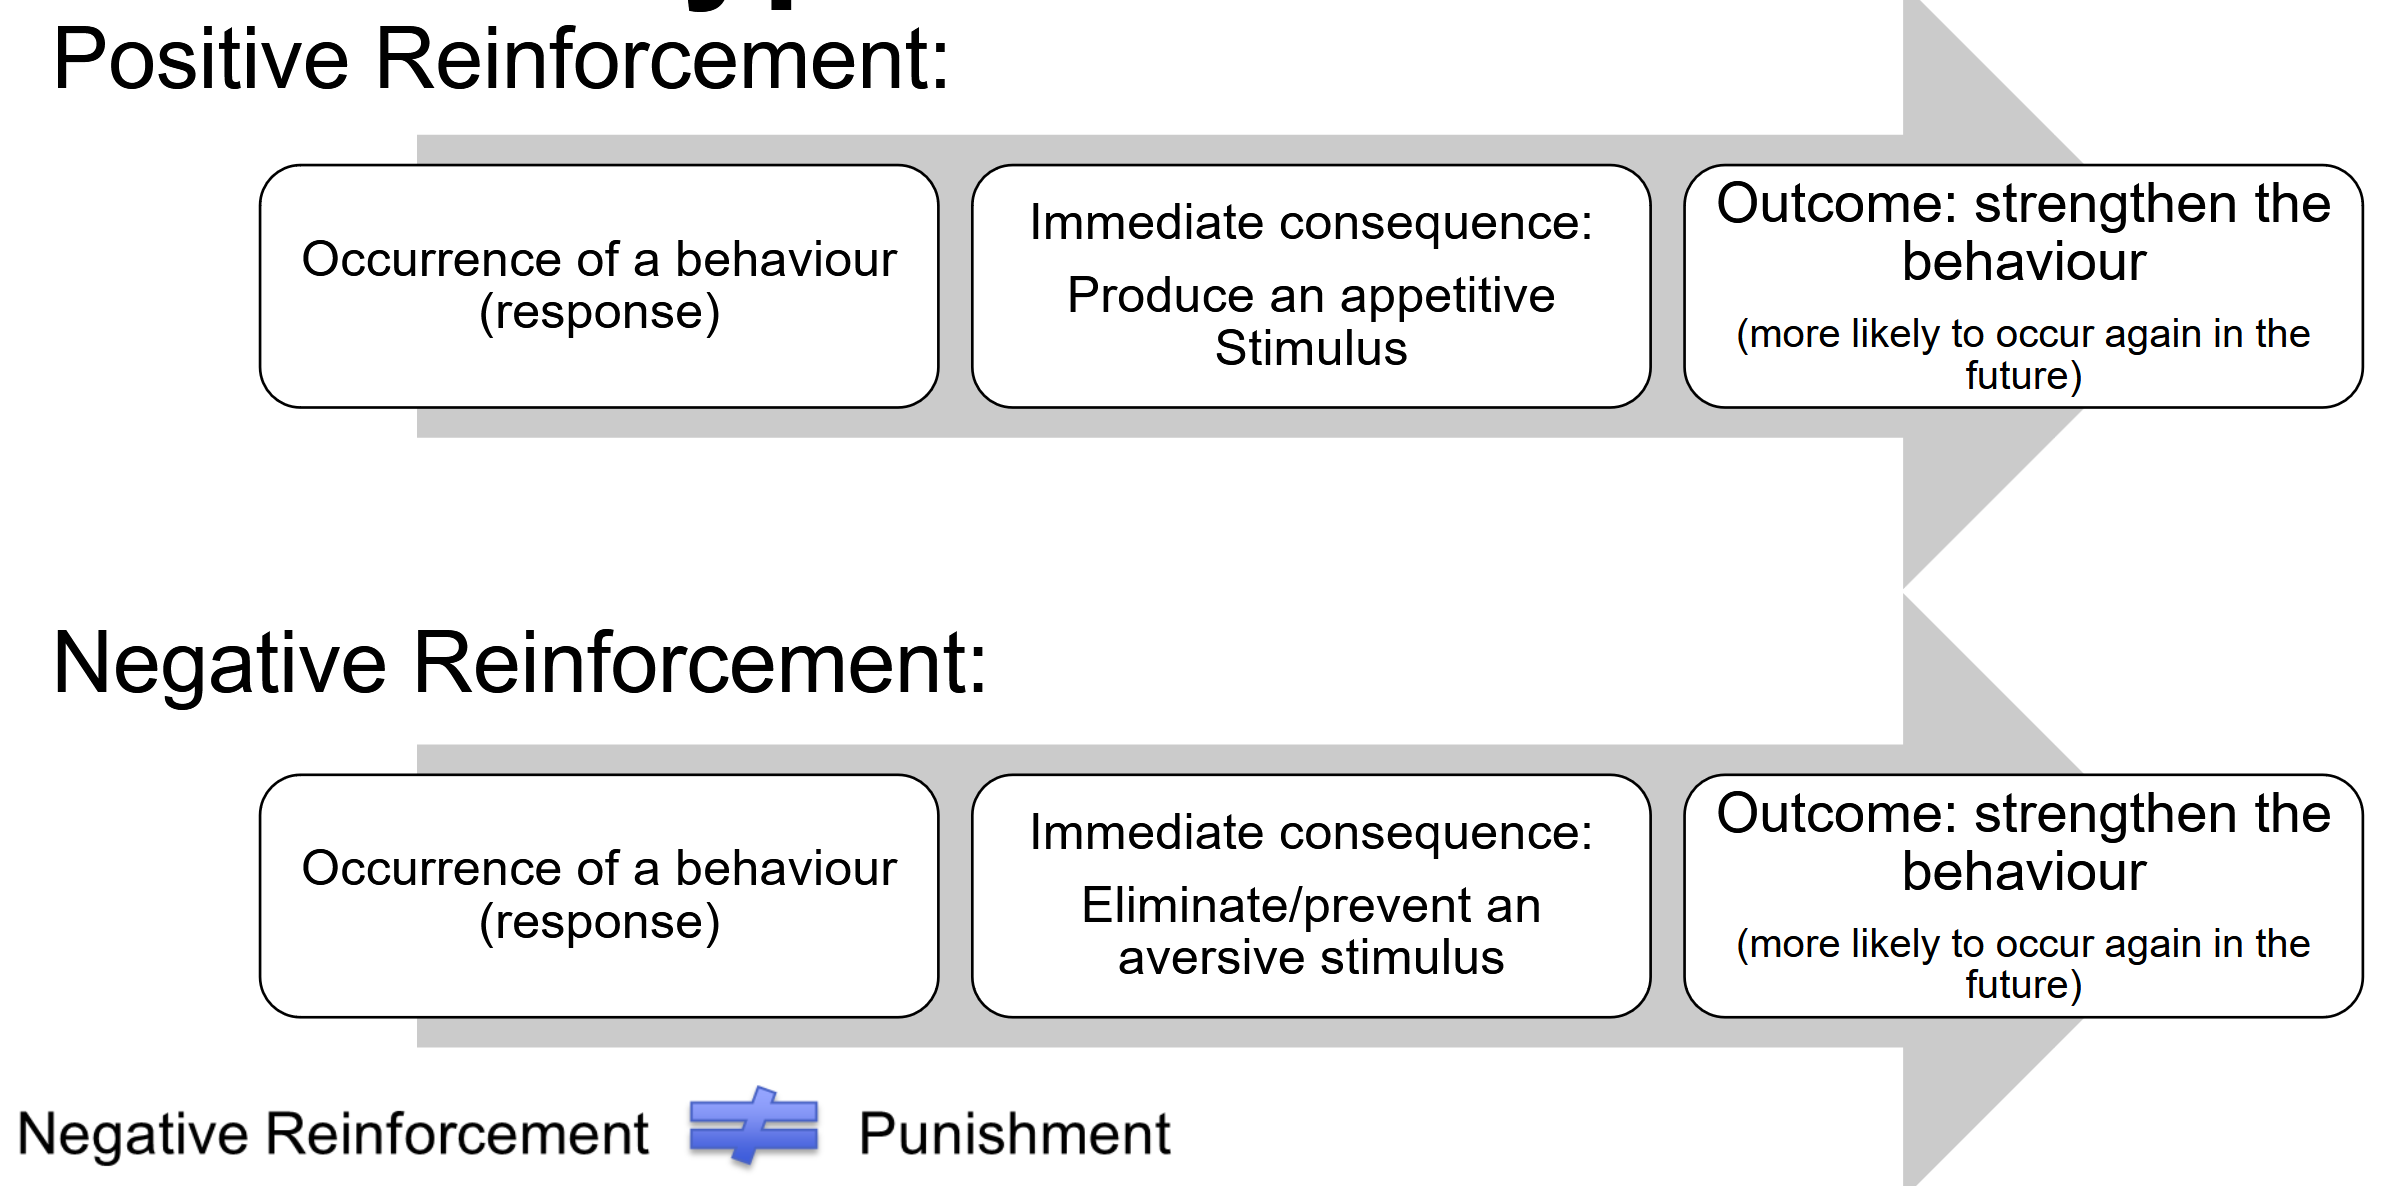 Positive Reinforcement:
Occurrence of a behaviour
(response)
Immediate consequence:
Produce an appetitive
Stimulus
Outcome: strengthen the
behaviour
(more likely to occur again in the
future)
Negative Reinforcement:
Occurrence of a behaviour
(response)
Immediate consequence:
Eliminate/prevent an
aversive stimulus
Outcome: strengthen the
behaviour
(more likely to occur again in the
future)
Negative Reinforcement ≠ Punishment